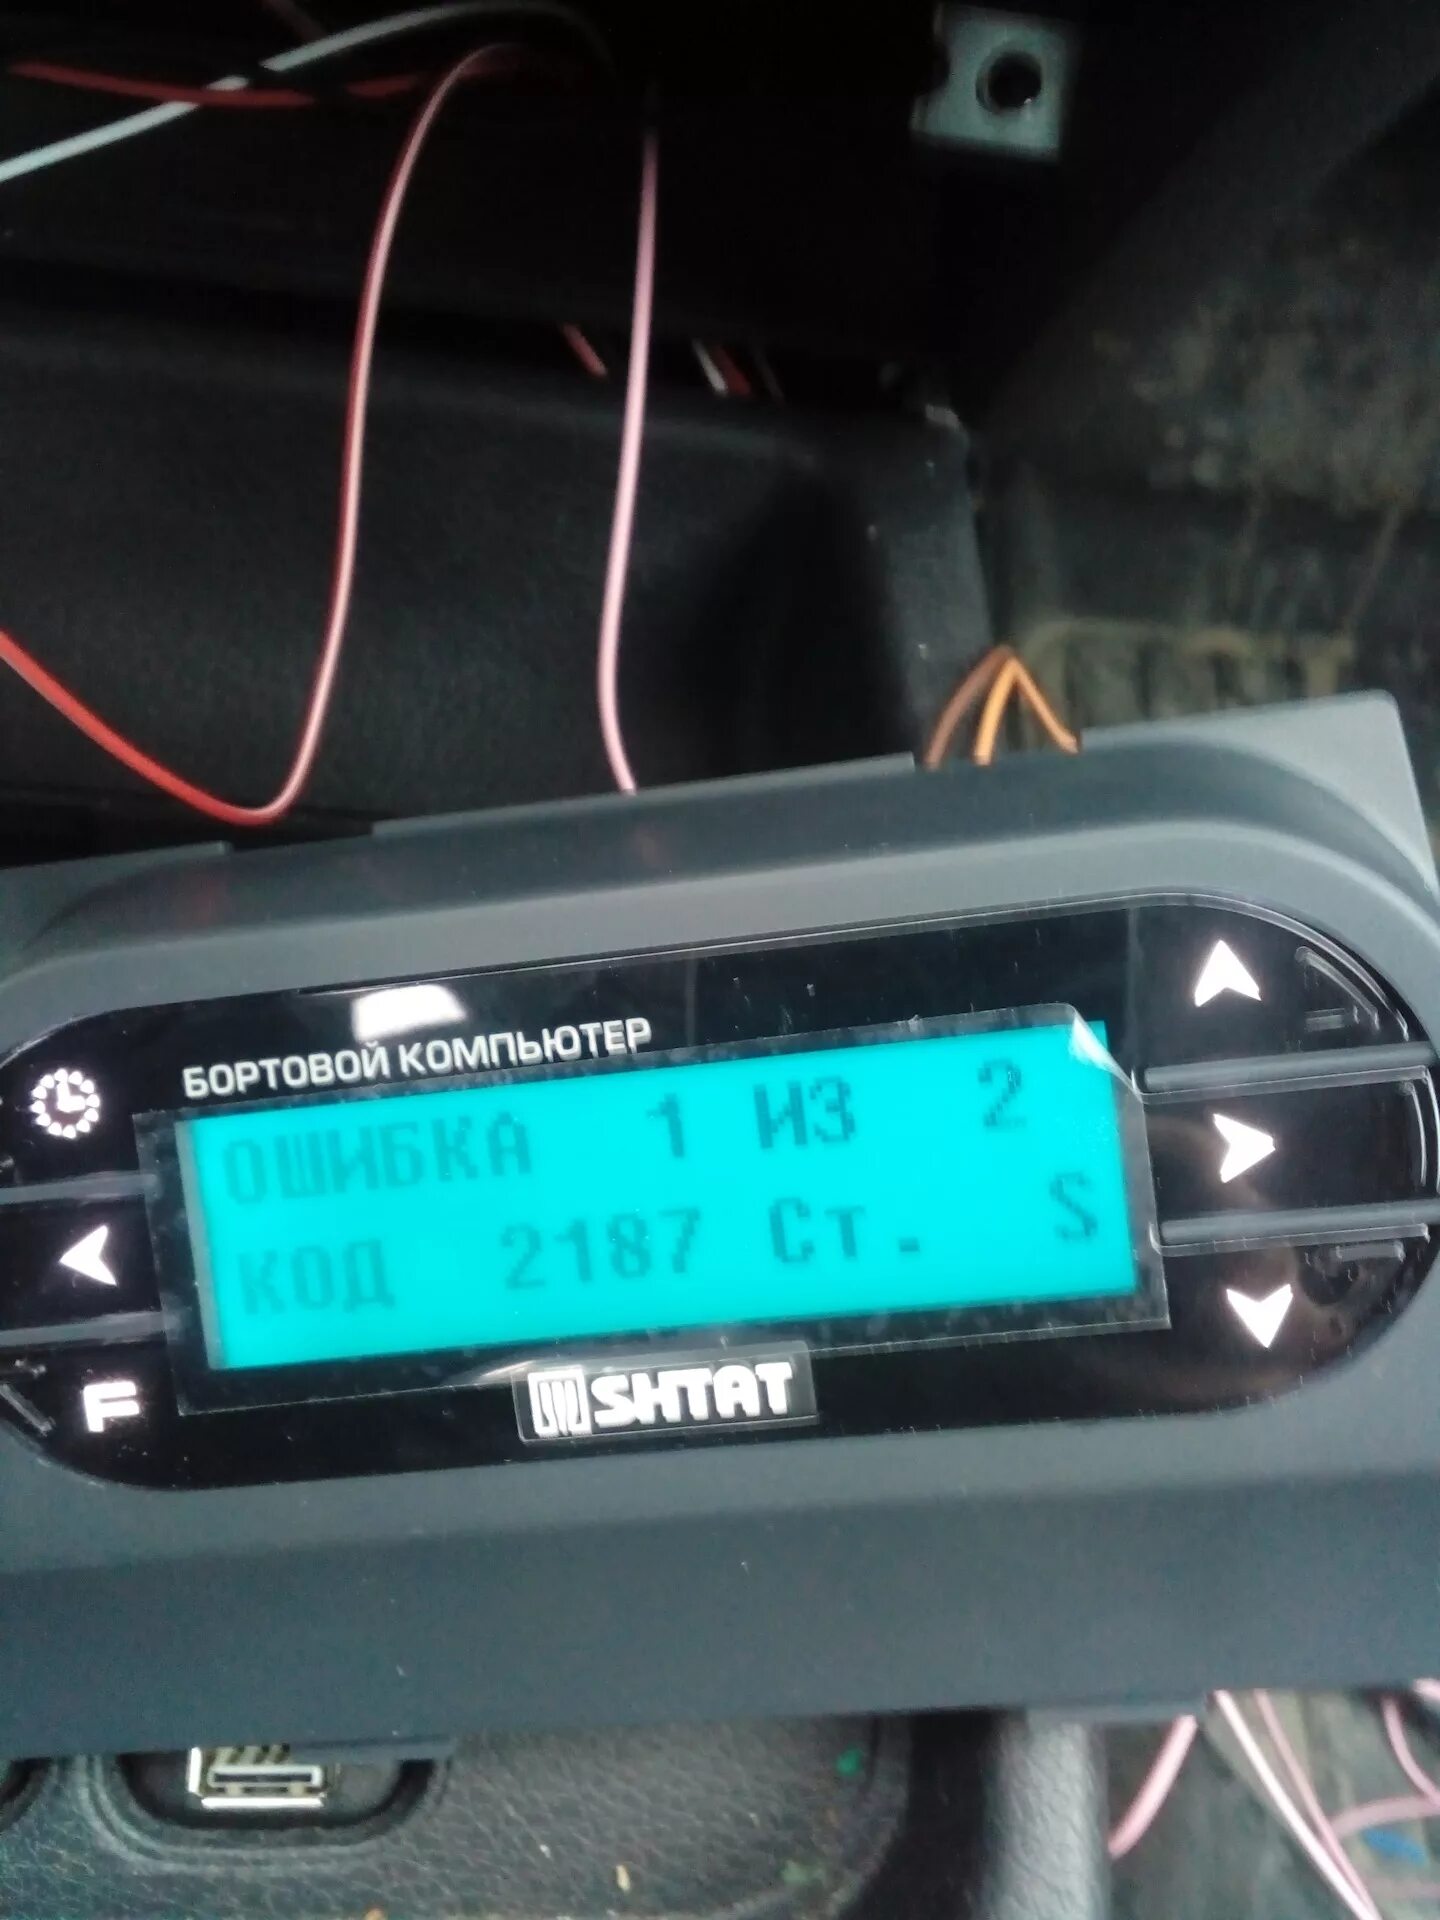 БОРТОВОЙ КОМПЬЮТЕР
ОШИБКА 1 ИЗ 2
КОД 2187 Ст. S
F
SHTAT